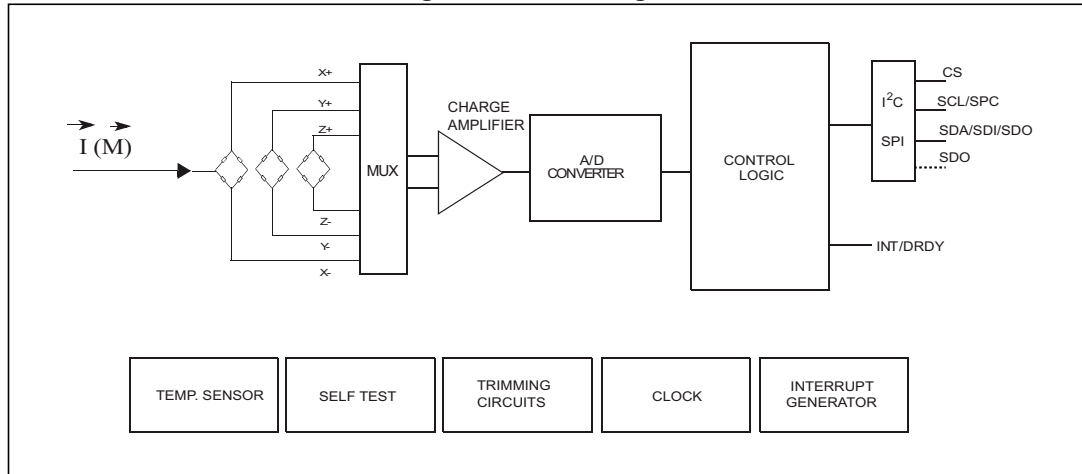 I (M)
X+
Y+
Z+
Z-
Y-
X-
MUX
CHARGE
AMPLIFIER
A/D
CONVERTER
CONTROL
LOGIC
I²C
SPI
CS
SCL/SPC
SDA/SDI/SDO
SDO
INT/DRDY
TEMP. SENSOR
SELF TEST
TRIMMING
CIRCUITS
CLOCK
INTERRUPT
GENERATOR